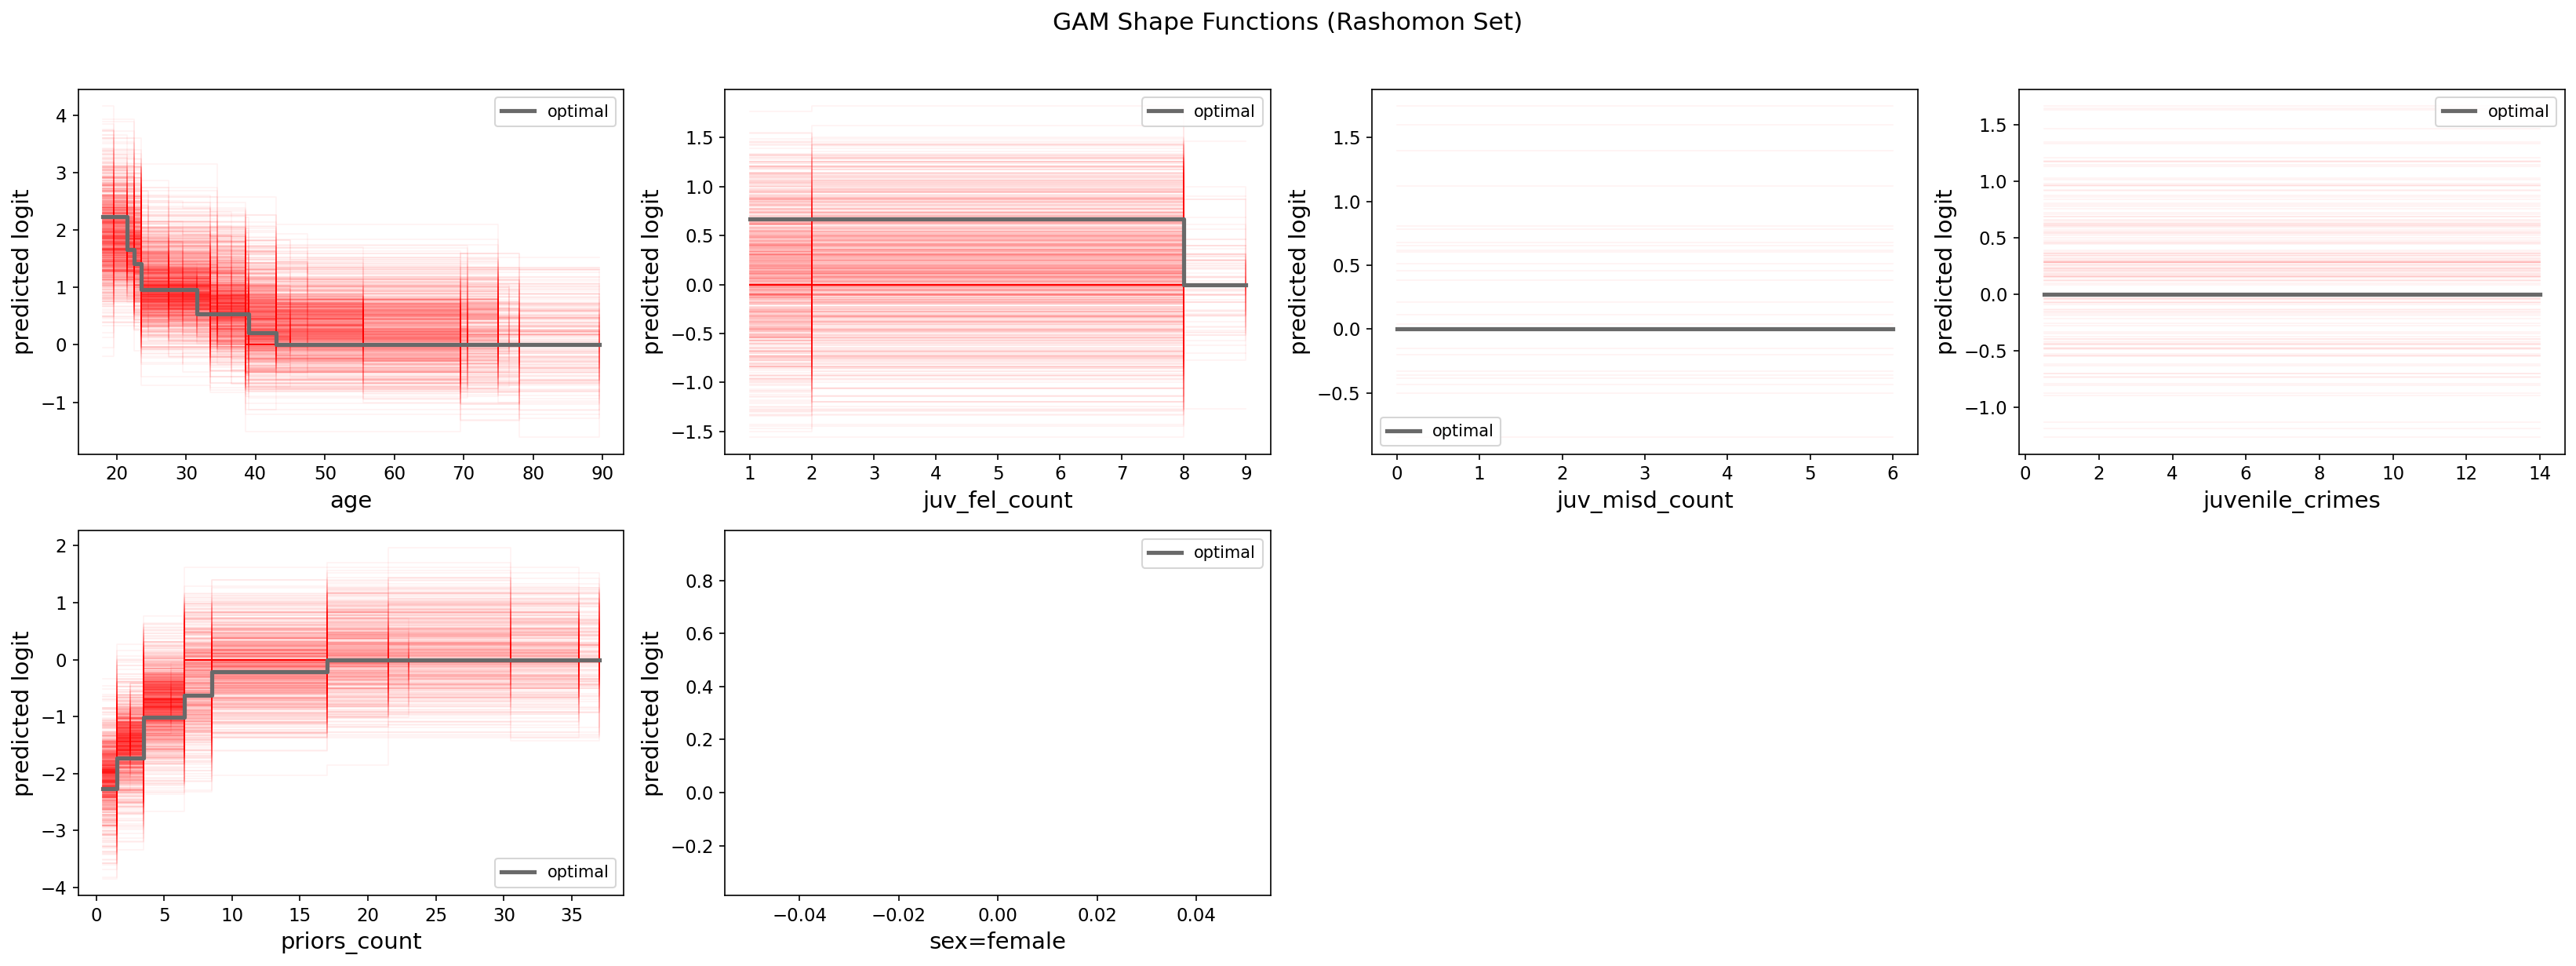 GAM Shape Functions (Rashomon Set)
predicted logit
4
3
2
1
0
−1
optimal
20 30 40 50 60 70 80 90
age
predicted logit
1.5
1.0
0.5
0.0
−0.5
−1.0
−1.5
optimal
1 2 3 4 5 6 7 8 9
juv_fel_count
predicted logit
1.5
1.0
0.5
0.0
−0.5
optimal
0 1 2 3 4 5 6
juv_misd_count
predicted logit
1.5
1.0
0.5
0.0
−0.5
−1.0
optimal
0 2 4 6 8 10 12 14
juvenile_crimes
predicted logit
2
1
0
−1
−2
−3
−4
optimal
0 5 10 15 20 25 30 35
priors_count
predicted logit
0.8
0.6
0.4
0.2
0.0
−0.2
optimal
−0.04 −0.02 0.00 0.02 0.04
sex=female